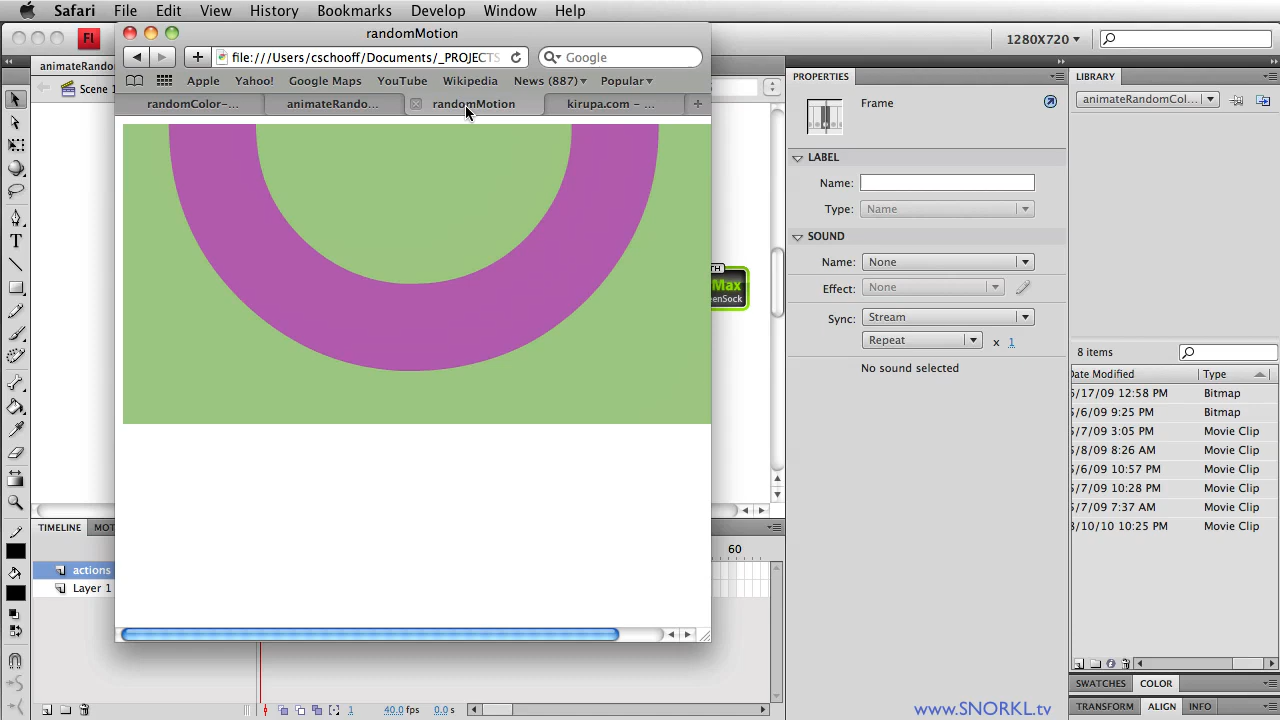 Safari File Edit View History Bookmarks Develop Window Help
randomMotion
Fl
1280X720
file:///Users/cschooff/Documents/_PROJECTS
Google
animateRando
Apple Yahoo! Google Maps YouTube Wikipedia News (887) Popular
Scene
randomColor-... animateRando... randomMotion kirupa.com - ...
PROPERTIES
LIBRARY
Frame
animateRandomCol...
LABEL
Name:
Type: Name
SOUND
Name: None
Effect: None
Sync: Stream
Repeat x 1
No sound selected
TH
Max
enSock
8 items
Date Modified Type
5/17/09 12:58 PM Bitmap
5/6/09 9:25 PM Bitmap
5/7/09 3:05 PM Movie Clip
5/8/09 8:26 AM Movie Clip
5/6/09 10:57 PM Movie Clip
5/7/09 10:28 PM Movie Clip
5/7/09 7:37 AM Movie Clip
3/10/10 10:25 PM Movie Clip
TIMELINE MOT
60
actions
Layer 1
1 40.0 fps 0.0 s
SWATCHES COLOR
TRANSFORM ALIGN INFO
www.SNORKL.tv